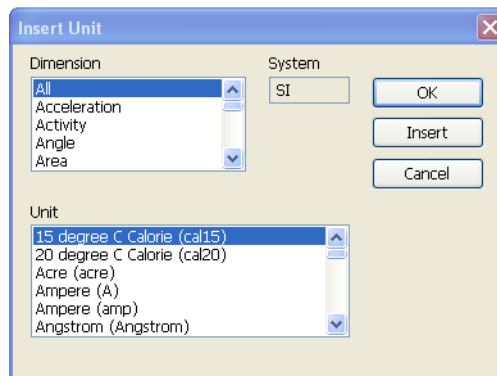 Insert Unit
Dimension
All
Acceleration
Activity
Angle
Area
System
SI
OK
Insert
Cancel
Unit
15 degree C Calorie (cal15)
20 degree C Calorie (cal20)
Acre (acre)
Ampere (A)
Ampere (amp)
Angstrom (Angstrom)